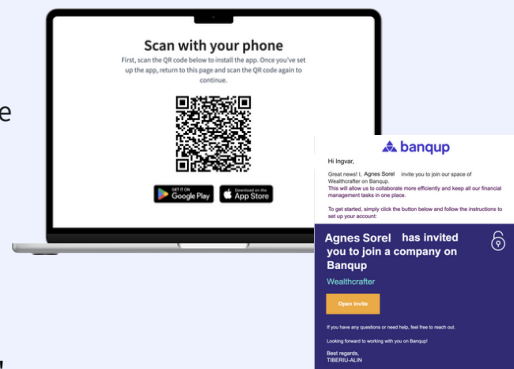 Scan with your phone
First, scan the QR code below to install the app. Once you've set
up the app, return to this page and scan the QR code again to
continue.
GET IT ON
Google Play
Download on the
App Store
e
banqup
Hi Ingvar,
Great news! I, Agnes Sorel invite you to join our space of
Wealthcrafter on Banqup.
This will allow us to collaborate more efficiently and keep all our financial
management tasks in one place.
To get started, simply click the button below and follow the instructions to
set up your account:
Agnes Sorel has invited
you to join a company on
Banqup
Wealthcrafter
Open invite
If you have any questions or need help, feel free to reach out.
Looking forward to working with you on Banqup!
Best regards,
TIBERIU-ALIN